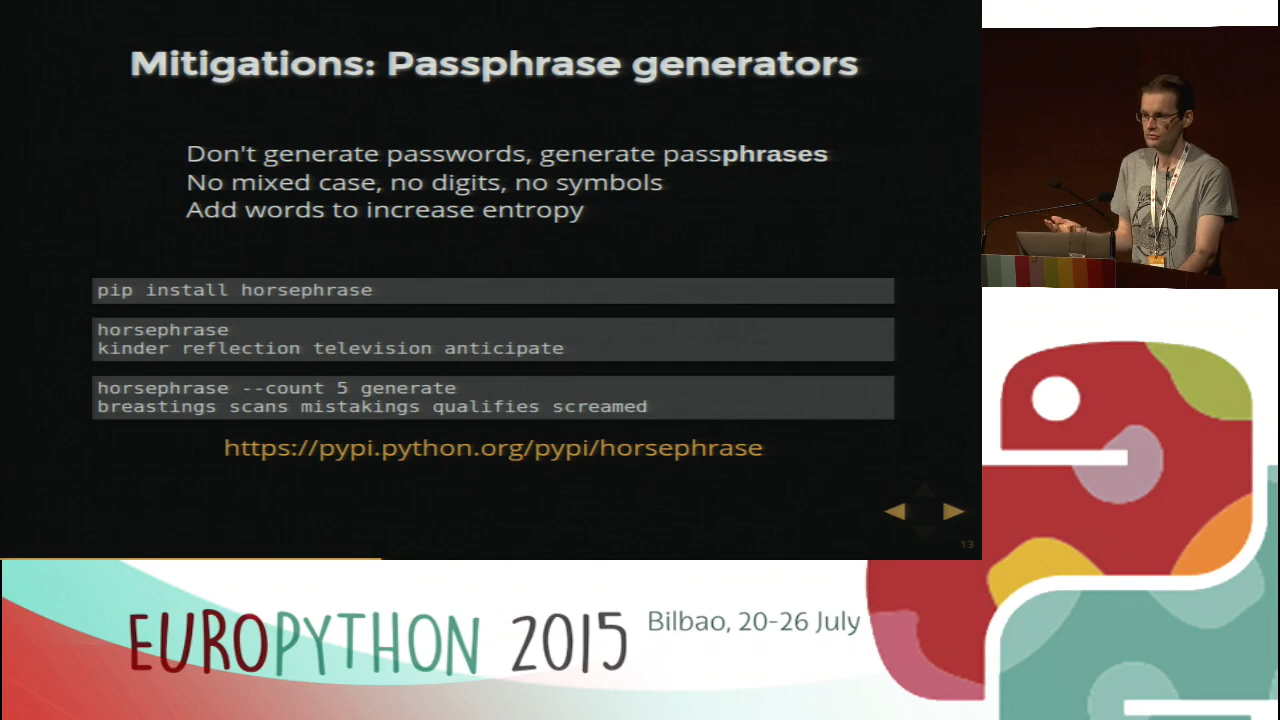 Mitigations: Passphrase generators
Don't generate passwords, generate passphrases
No mixed case, no digits, no symbols
Add words to increase entropy
pip install horsephrase
horsephrase
kinder reflection television anticipate
horsephrase --count 5 generate
breastings scans mistakings qualifies screamed
https://pypi.python.org/pypi/horsephrase
13
EUROPYTHON 2015
Bilbao, 20-26 July